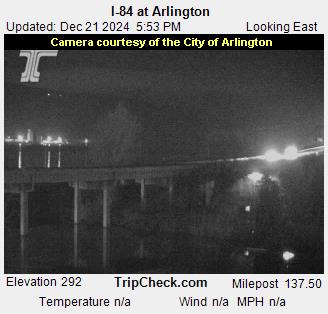 I-84 at Arlington
Updated: Dec 21 2024 5:53 PM Looking East
Camera courtesy of the City of Arlington
Elevation 292 TripCheck.com Milepost 137.50
Temperature n/a Wind n/a MPH n/a